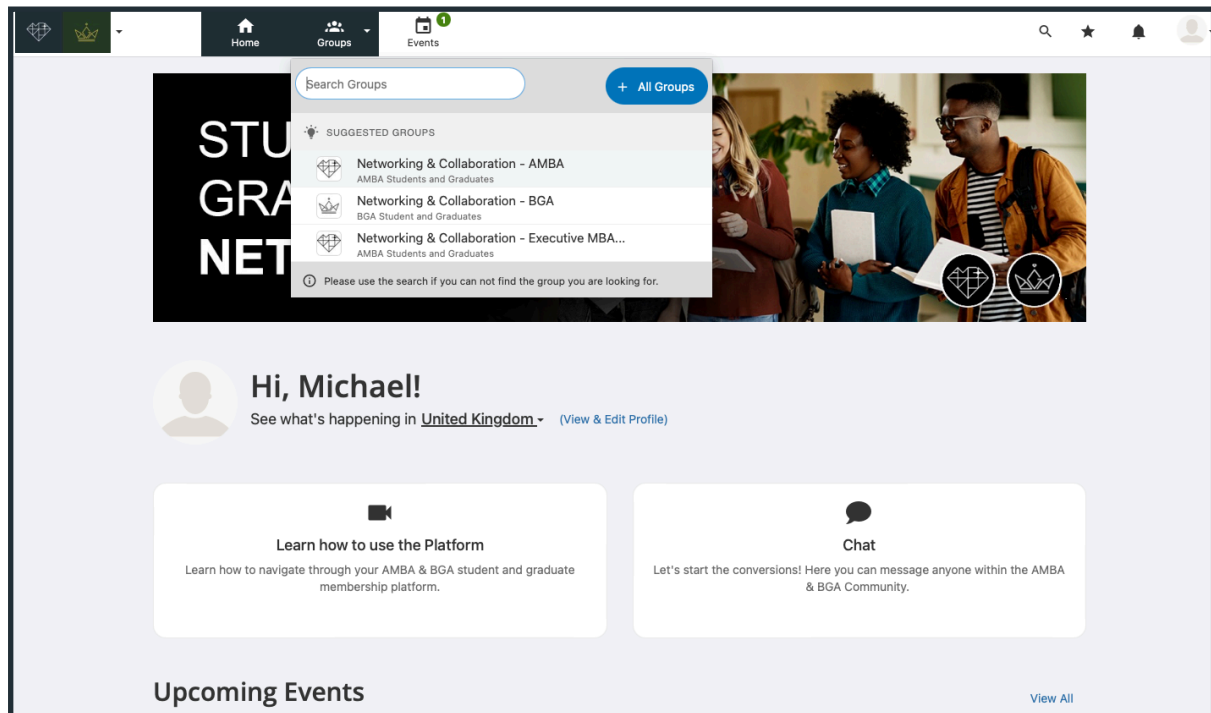 Home
Groups
Events
1
Search Groups
+ All Groups
SUGGESTED GROUPS
Networking & Collaboration - AMBA
AMBA Students and Graduates
Networking & Collaboration - BGA
BGA Student and Graduates
Networking & Collaboration - Executive MBA...
AMBA Students and Graduates
Please use the search if you can not find the group you are looking for.
STU
GRA
NET
Hi, Michael!
See what's happening in United Kingdom (View & Edit Profile)
Learn how to use the Platform
Learn how to navigate through your AMBA & BGA student and graduate
membership platform.
Chat
Let's start the conversions! Here you can message anyone within the AMBA
& BGA Community.
Upcoming Events
View All